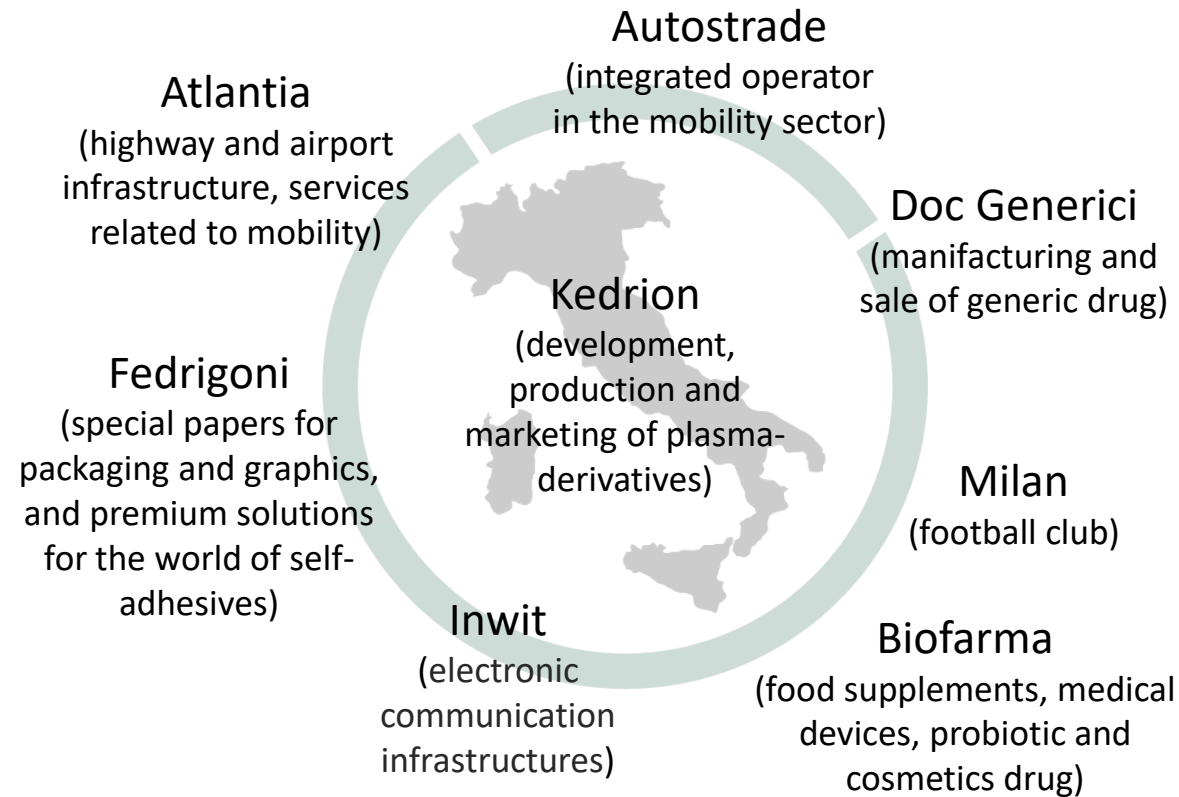 Autostrade
(integrated operator
in the mobility sector)
Atlantia
(highway and airport
infrastructure, services
related to mobility)
Doc Generici
(manifacturing and
sale of generic drug)
Kedrion
(development,
production and
marketing of plasma-
derivatives)
Fedrigoni
(special papers for
packaging and graphics,
and premium solutions
for the world of self-
adhesives)
Milan
(football club)
Inwit
(electronic
communication
infrastructures)
Biofarma
(food supplements, medical
devices, probiotic and
cosmetics drug)